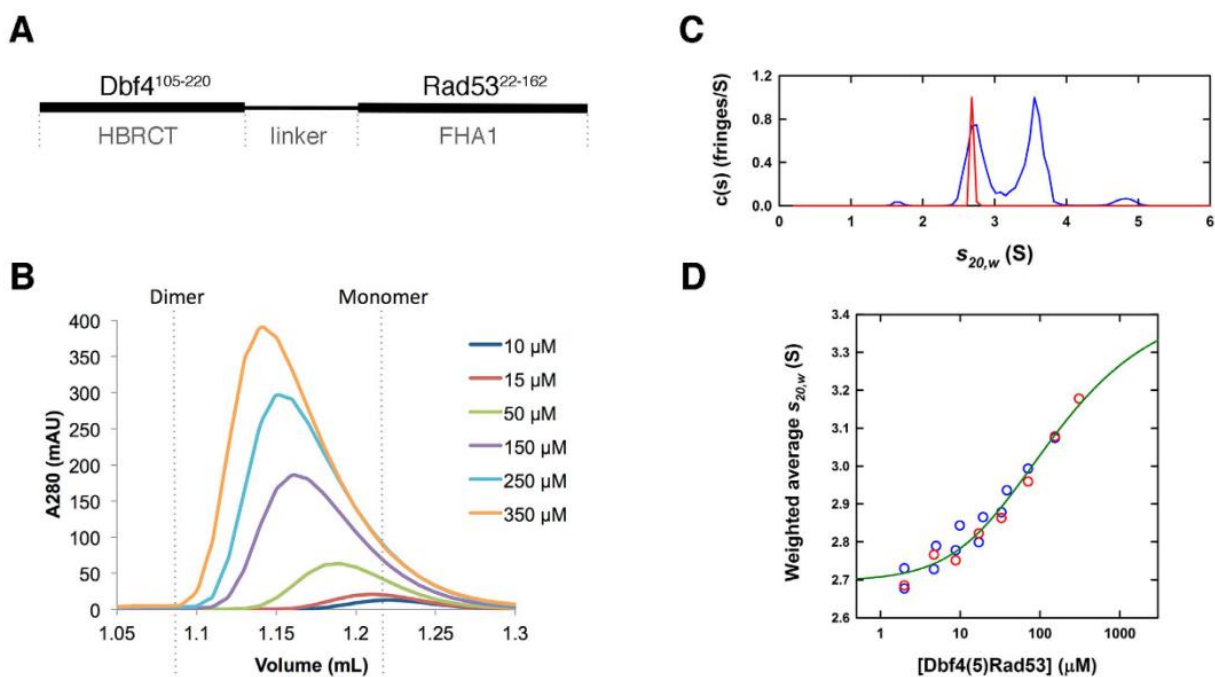 A
Dbf4105-220
Rad5322-162
HBRCT
linker
FHA1
B
Dimer
Monomer
400
350
300
250
200
150
100
50
0
A280 (mAU)
1.05
1.1
1.15
1.2
1.25
1.3
Volume (mL)
10 µM
15 µM
50 µM
150 µM
250 µM
350 µM
C
1.2
0.8
0.4
0.0
c(s) (fringes/S)
0
1
2
3
4
5
6
s20,w (S)
D
3.4
3.3
3.2
3.1
3.0
2.9
2.8
2.7
2.6
Weighted average s20,w (S)
1
10
100
1000
[Dbf4(5)Rad53] (µM)